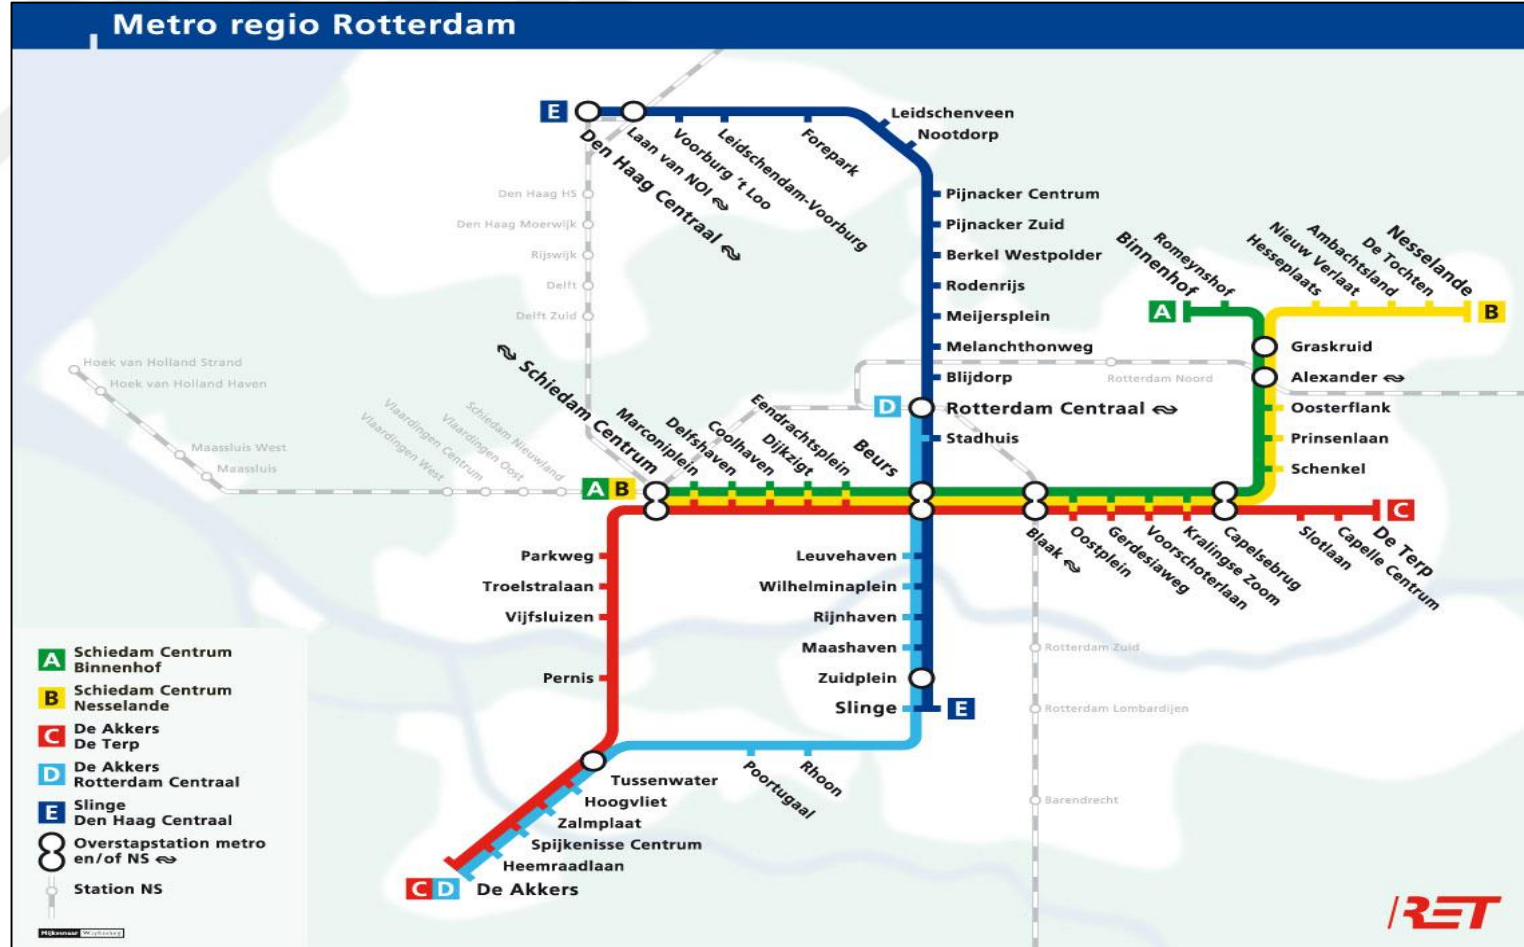 Metro regio Rotterdam
E
Den Haag Centraal
Laan van NOI
Voorburg 't Loo
Leidschendam-Voorburg
Forepark
Leidschenveen
Nootdorp
Pijnacker Centrum
Pijnacker Zuid
Berkel Westpolder
Rodenrijs
Meijersplein
Melanchthonweg
Blijdorp
D
Rotterdam Centraal
Stadhuis
Den Haag HS
Den Haag Moerwijk
Rijswijk
Delft
Delft Zuid
Hoek van Holland Strand
Hoek van Holland Haven
Maassluis West
Maassluis
Vlaardingen West
Vlaardingen Centrum
Vlaardingen Oost
Schiedam Nieuwland
Rotterdam Noord
A
Binnenhof
Romeynshof
Hesseplaats
Nieuw Verlaat
Ambachtsland
De Tochten
Nesselande
B
Graskruid
Alexander
Oosterflank
Prinsenlaan
Schenkel
A B
Schiedam Centrum
Marconiplein
Delfshaven
Coolhaven
Dijkzigt
Eendrachtsplein
Beurs
Blaak
Oostplein
Gerdesiaweg
Voorschoterlaan
Kralingse Zoom
Capelsebrug
Slotlaan
Capelle Centrum
De Terp
C
Parkweg
Troelstralaan
Vijfsluizen
Pernis
Leuvehaven
Wilhelminaplein
Rijnhaven
Maashaven
Zuidplein
Slinge
E
Rotterdam Zuid
Rotterdam Lombardijen
Barendrecht
Rhoon
Poortugaal
Tussenwater
Hoogvliet
Zalmplaat
Spijkenisse Centrum
Heemraadlaan
C D De Akkers
A Schiedam Centrum
Binnenhof
B Schiedam Centrum
Nesselande
C De Akkers
De Terp
D De Akkers
Rotterdam Centraal
E Slinge
Den Haag Centraal
Overstapstation metro
en/of NS
Station NS
RET